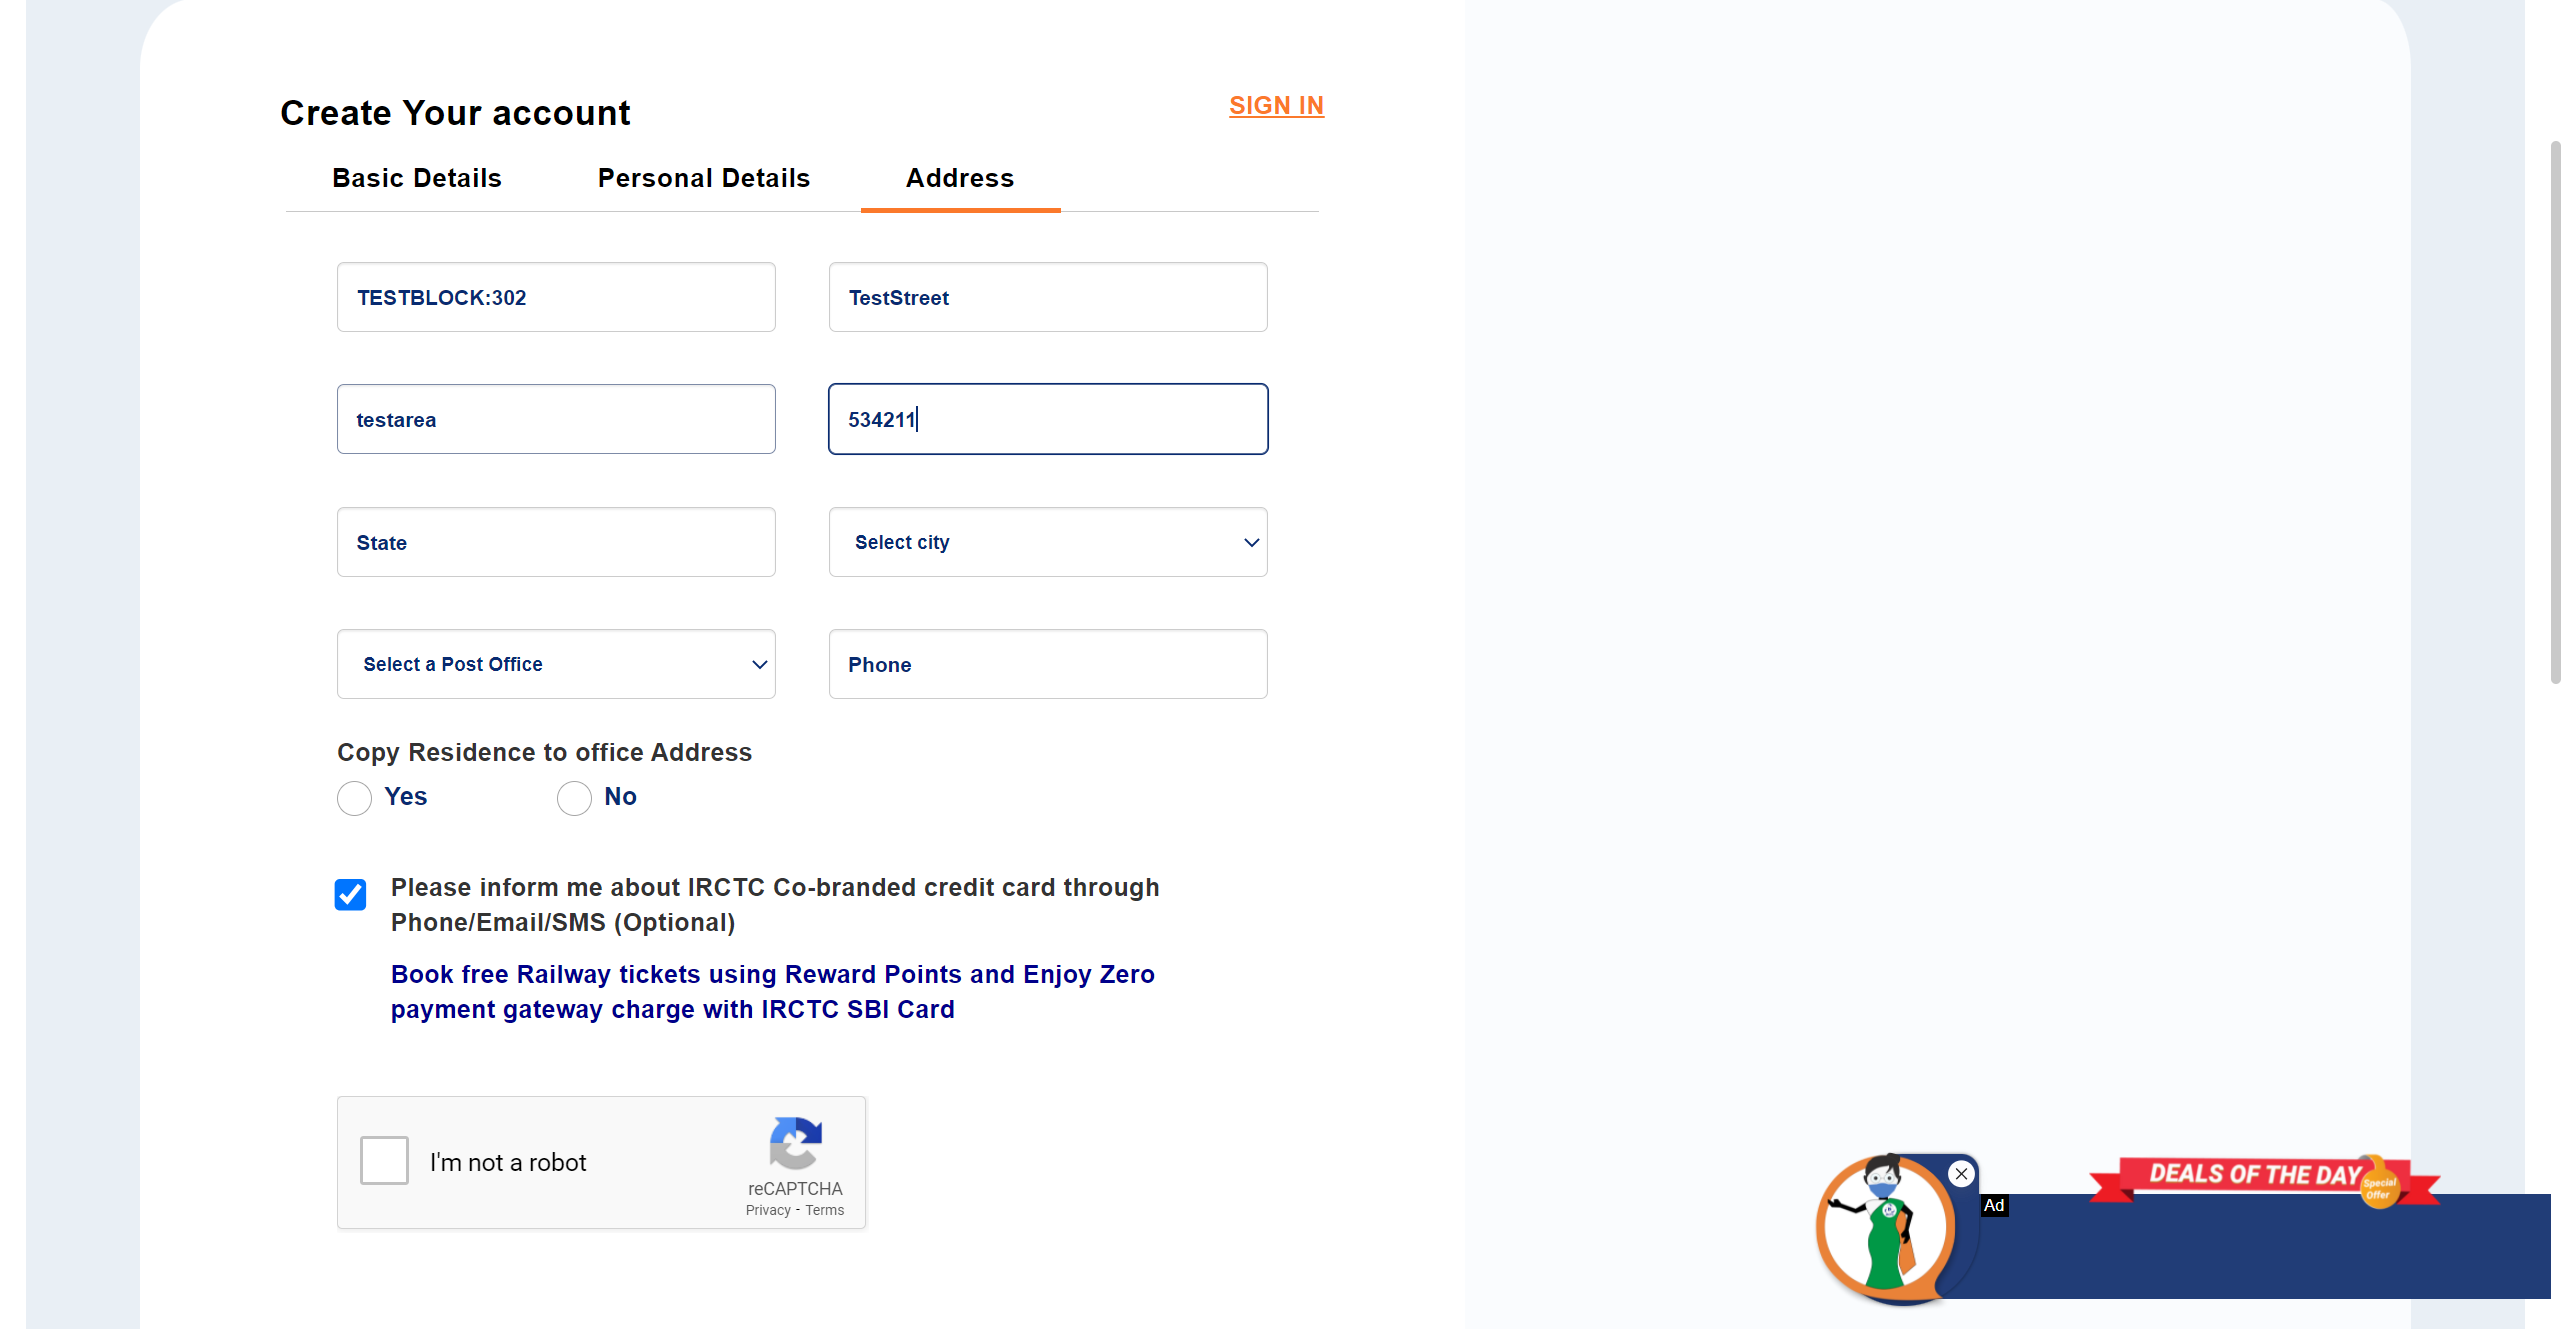 Create Your account
SIGN IN
Basic Details
Personal Details
Address
TESTBLOCK:302
TestStreet
testarea
534211
State
Select city
Select a Post Office
Phone
Copy Residence to office Address
Yes
No
Please inform me about IRCTC Co-branded credit card through
Phone/Email/SMS (Optional)
Book free Railway tickets using Reward Points and Enjoy Zero
payment gateway charge with IRCTC SBI Card
I'm not a robot
reCAPTCHA
Privacy - Terms
DEALS OF THE DAY
Special
Offer
Ad